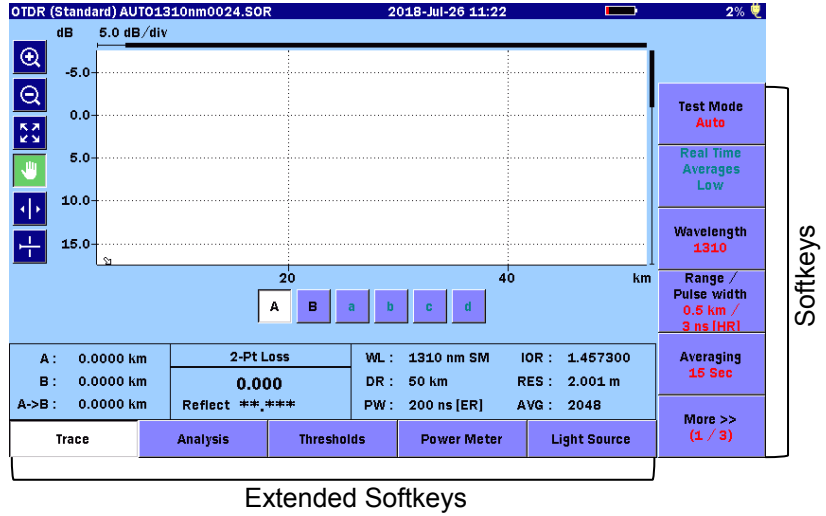 OTDR (Standard) AUTO1310nm0024.SOR 2018-Jul-26 11:22 2%
dB 5.0 dB/div
-5.0
0.0
5.0
10.0
15.0
20 40 km
A B a b c d
A : 0.0000 km
B : 0.0000 km
A->B : 0.0000 km
2-Pt Loss
0.000
Reflect **.***
WL : 1310 nm SM IOR : 1.457300
DR : 50 km RES : 2.001 m
PW : 200 ns [ER] AVG : 2048
Trace Analysis Thresholds Power Meter Light Source
Test Mode
Auto
Real Time
Averages
Low
Wavelength
1310
Range /
Pulse width
0.5 km /
3 ns [HR]
Averaging
15 Sec
More >>
(1 / 3)
Softkeys
Extended Softkeys